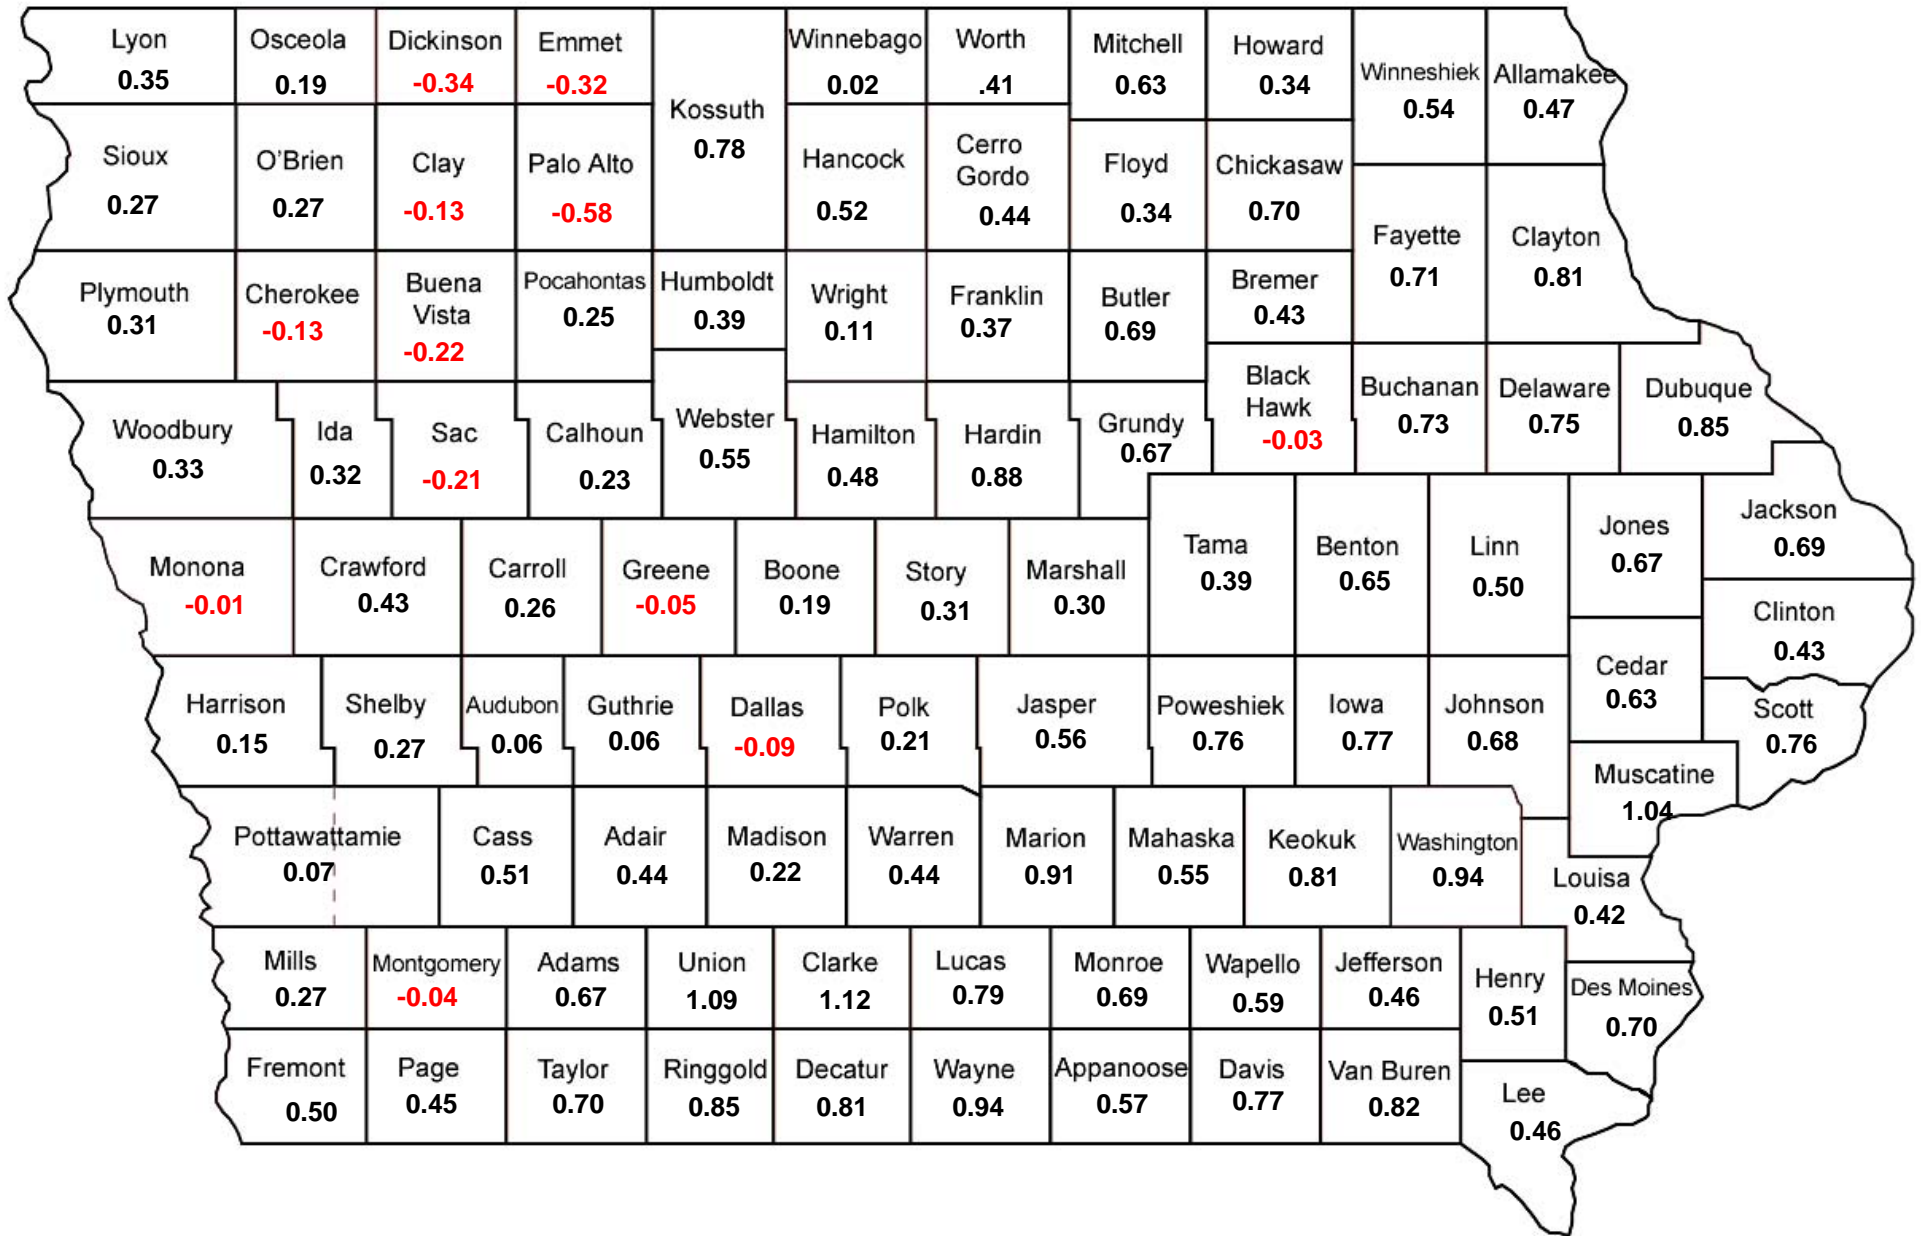 Lyon
0.35
Osceola
0.19
Dickinson
-0.34
Emmet
-0.32
Kossuth
0.78
Winnebago
0.02
Worth
.41
Mitchell
0.63
Howard
0.34
Winneshiek
0.54
Allamakee
0.47
Sioux
0.27
O'Brien
0.27
Clay
-0.13
Palo Alto
-0.58
Hancock
0.52
Cerro
Gordo
0.44
Floyd
0.34
Chickasaw
0.70
Fayette
0.71
Clayton
0.81
Plymouth
0.31
Cherokee
-0.13
Buena
Vista
-0.22
Pocahontas
0.25
Humboldt
0.39
Wright
0.11
Franklin
0.37
Butler
0.69
Bremer
0.43
Woodbury
0.33
Ida
0.32
Sac
-0.21
Calhoun
0.23
Webster
0.55
Hamilton
0.48
Hardin
0.88
Grundy
0.67
Black
Hawk
-0.03
Buchanan
0.73
Delaware
0.75
Dubuque
0.85
Monona
-0.01
Crawford
0.43
Carroll
0.26
Greene
-0.05
Boone
0.19
Story
0.31
Marshall
0.30
Tama
0.39
Benton
0.65
Linn
0.50
Jones
0.67
Jackson
0.69
Clinton
0.43
Harrison
0.15
Shelby
0.27
Audubon
0.06
Guthrie
0.06
Dallas
-0.09
Polk
0.21
Jasper
0.56
Poweshiek
0.76
Iowa
0.77
Johnson
0.68
Cedar
0.63
Scott
0.76
Muscatine
1.04
Pottawattamie
0.07
Cass
0.51
Adair
0.44
Madison
0.22
Warren
0.44
Marion
0.91
Mahaska
0.55
Keokuk
0.81
Washington
0.94
Louisa
0.42
Mills
0.27
Montgomery
-0.04
Adams
0.67
Union
1.09
Clarke
1.12
Lucas
0.79
Monroe
0.69
Wapello
0.59
Jefferson
0.46
Henry
0.51
Des Moines
0.70
Fremont
0.50
Page
0.45
Taylor
0.70
Ringgold
0.85
Decatur
0.81
Wayne
0.94
Appanoose
0.57
Davis
0.77
Van Buren
0.82
Lee
0.46